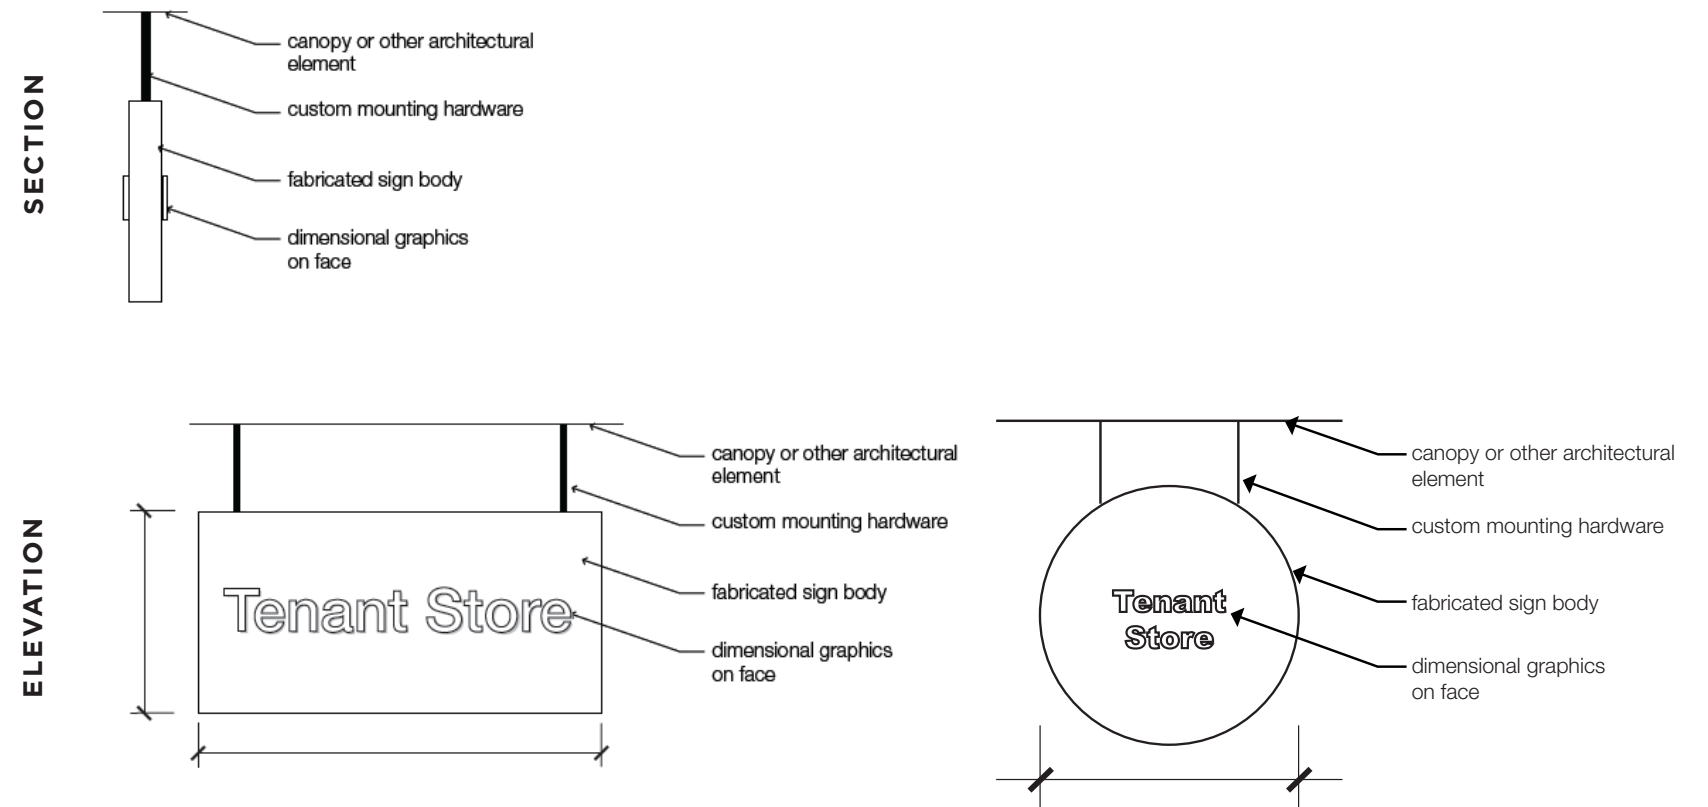 SECTION
canopy or other architectural
element
custom mounting hardware
fabricated sign body
dimensional graphics
on face
ELEVATION
Tenant Store
canopy or other architectural
element
custom mounting hardware
fabricated sign body
dimensional graphics
on face
Tenant
Store
canopy or other architectural
element
custom mounting hardware
fabricated sign body
dimensional graphics
on face